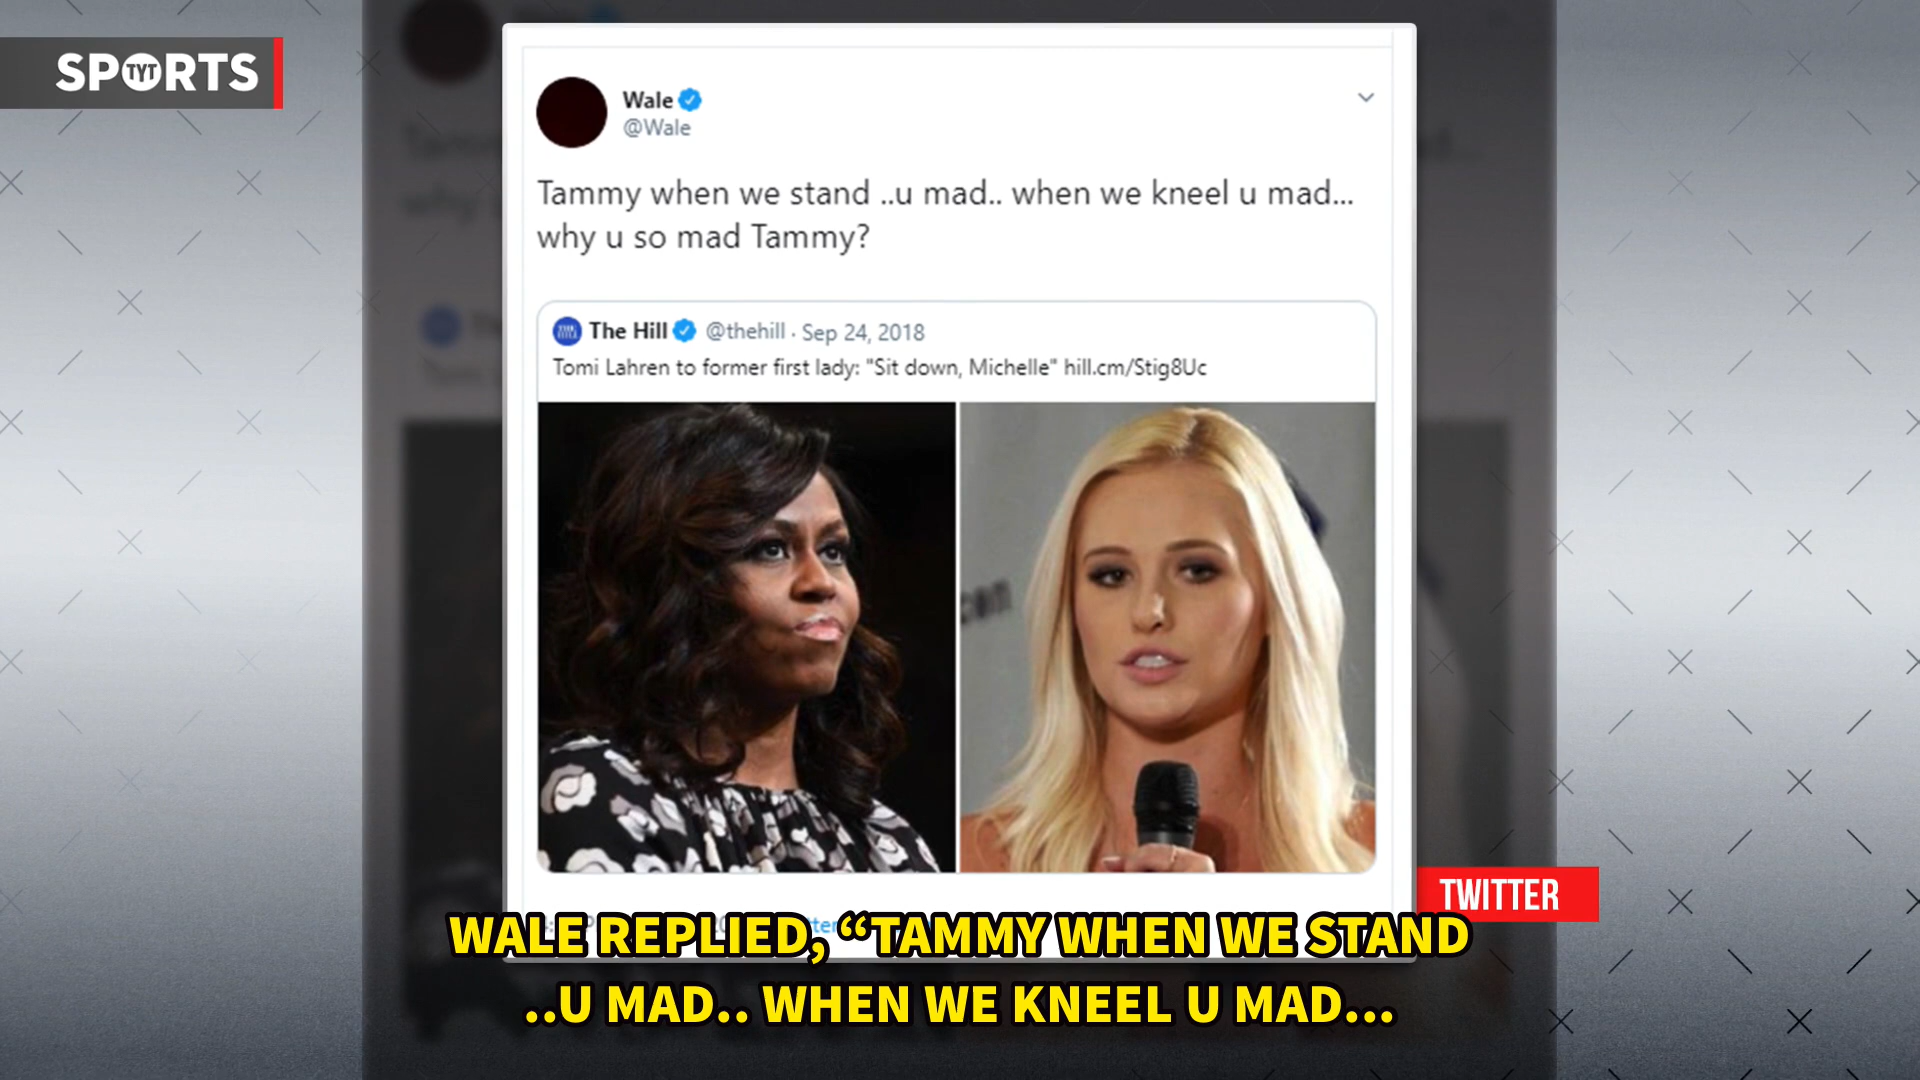 SPORTS
TYT
Wale
@Wale
Tammy when we stand ..u mad.. when we kneel u mad...
why u so mad Tammy?
The Hill @thehill · Sep 24, 2018
Tomi Lahren to former first lady: "Sit down, Michelle" hill.cm/Stig8Uc
TWITTER
WALE REPLIED, “TAMMY WHEN WE STAND
..U MAD.. WHEN WE KNEEL U MAD...